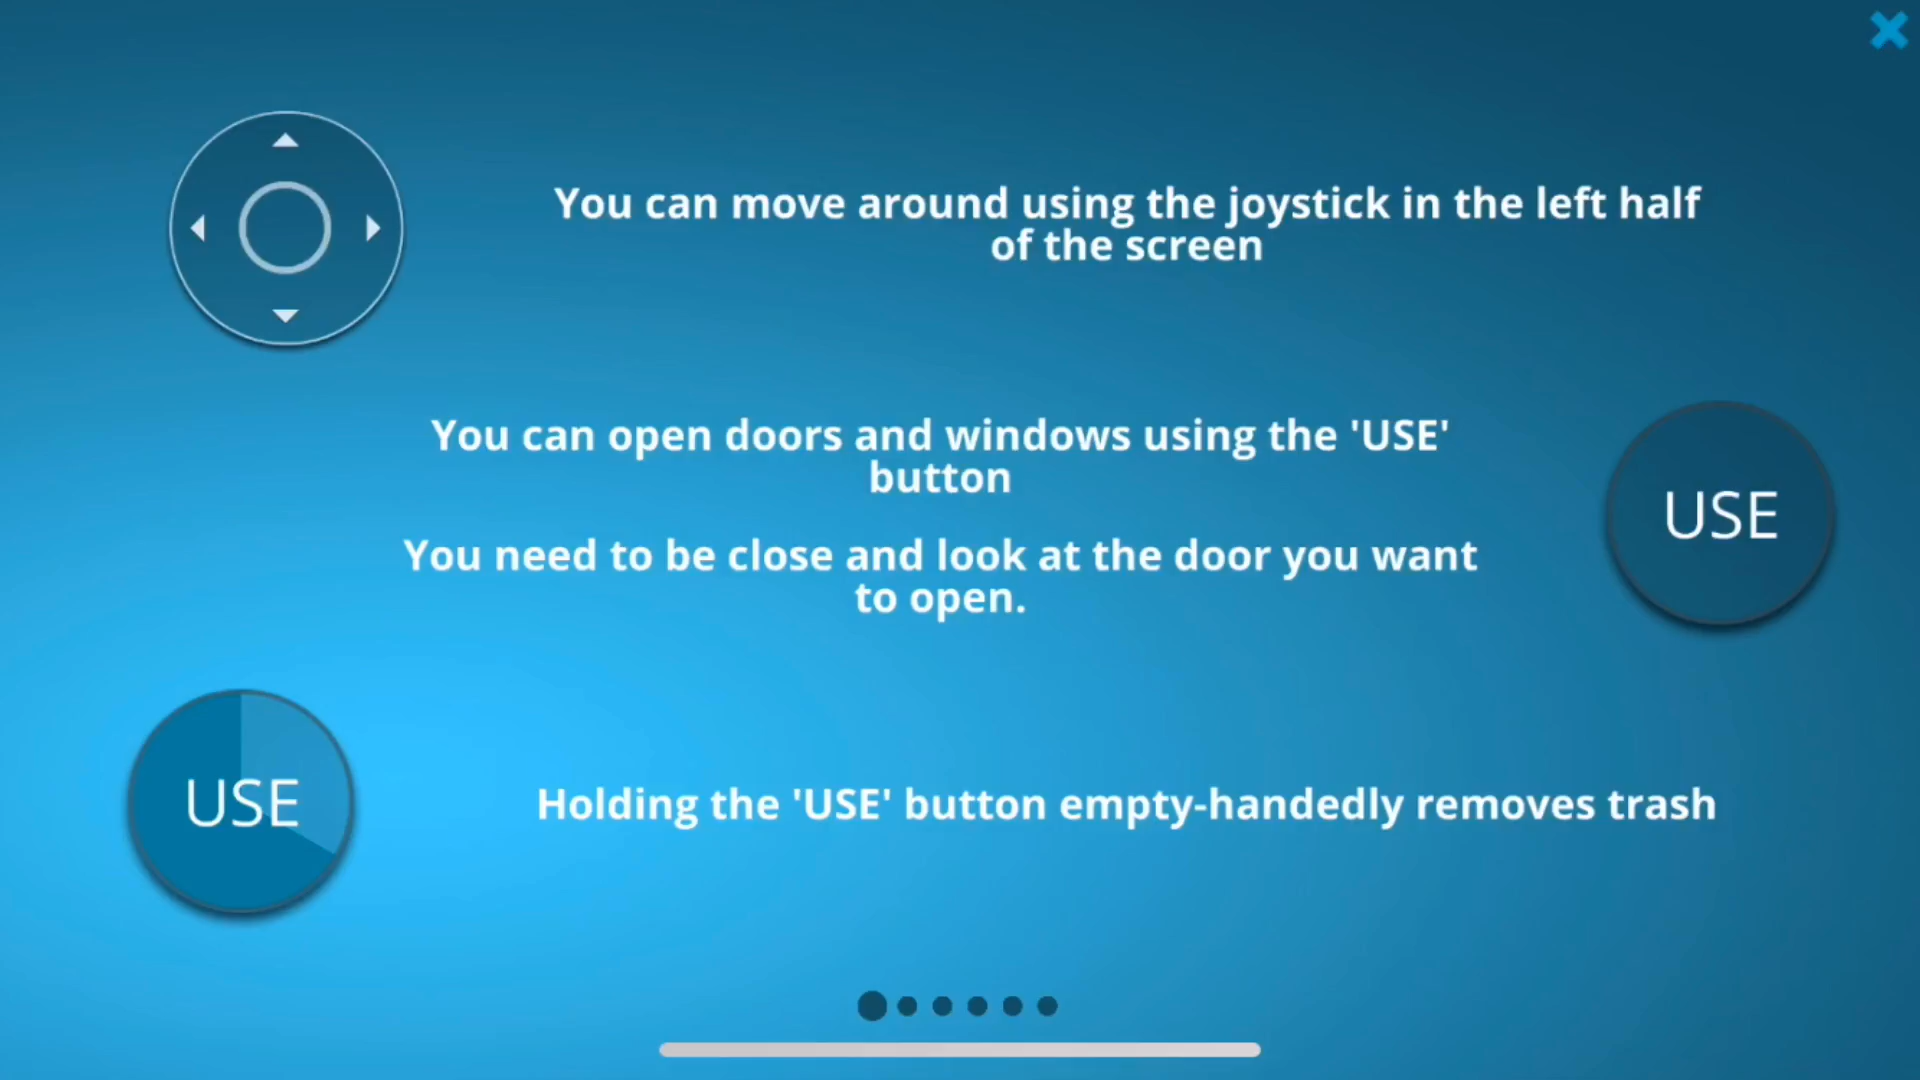 You can move around using the joystick in the left half
of the screen
You can open doors and windows using the 'USE'
button
You need to be close and look at the door you want
to open.
USE
USE
Holding the 'USE' button empty-handedly removes trash